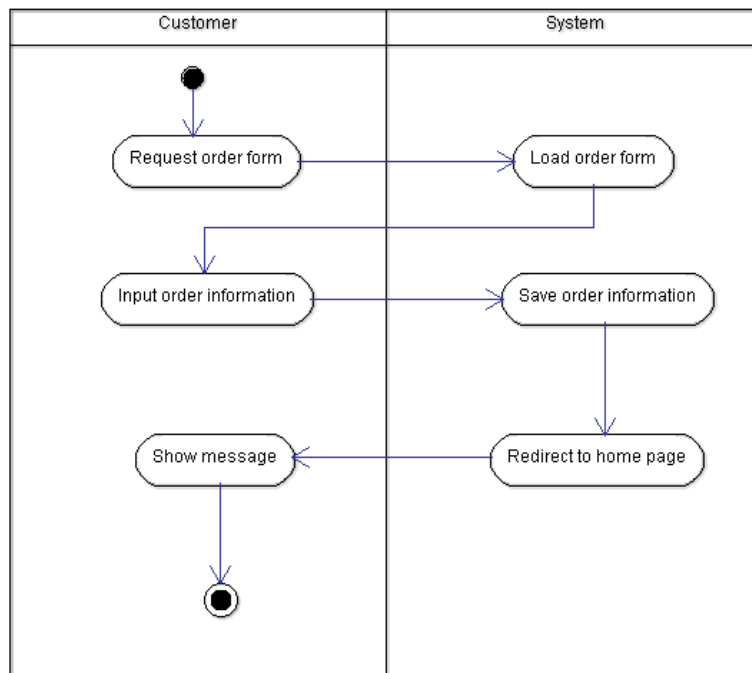 Customer
System
Request order form
Load order form
Input order information
Save order information
Show message
Redirect to home page